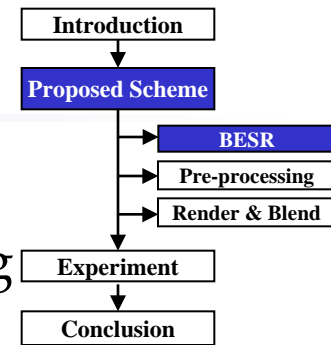 Introduction
Proposed Scheme
BESR
Pre-processing
Render & Blend
g
Experiment
Conclusion